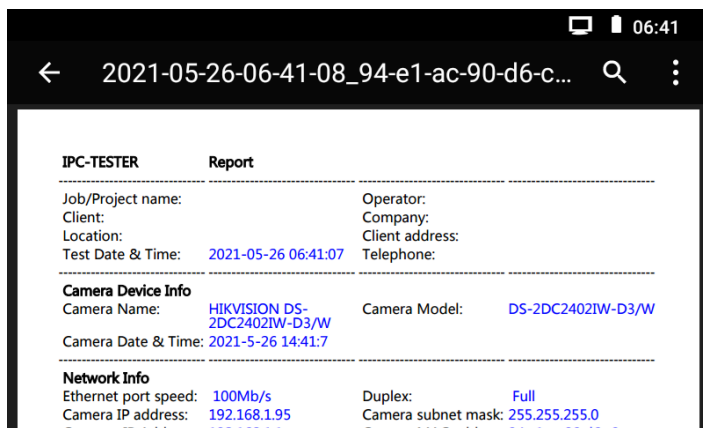 06:41
2021-05-26-06-41-08_94-e1-ac-90-d6-c...
IPC-TESTER Report
Job/Project name: Operator:
Client: Company:
Location: Client address:
Test Date & Time: 2021-05-26 06:41:07 Telephone:
Camera Device Info
Camera Name: HIKVISION DS-2DC2402IW-D3/W Camera Model: DS-2DC2402IW-D3/W
Camera Date & Time: 2021-5-26 14:41:7
Network Info
Ethernet port speed: 100Mb/s Duplex: Full
Camera IP address: 192.168.1.95 Camera subnet mask: 255.255.255.0